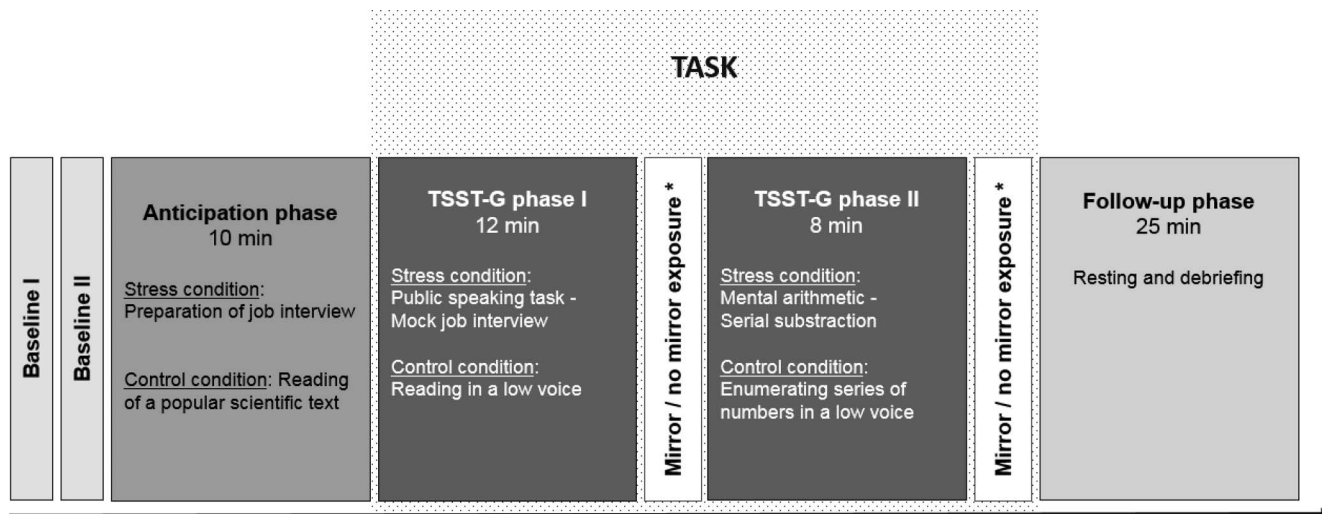 TASK
Baseline I
Baseline II
Anticipation phase
10 min
Stress condition:
Preparation of job interview
Control condition: Reading
of a popular scientific text
TSST-G phase I
12 min
Stress condition:
Public speaking task -
Mock job interview
Control condition:
Reading in a low voice
Mirror / no mirror exposure *
TSST-G phase II
8 min
Stress condition:
Mental arithmetic -
Serial substraction
Control condition:
Enumerating series of
numbers in a low voice
Mirror / no mirror exposure *
Follow-up phase
25 min
Resting and debriefing